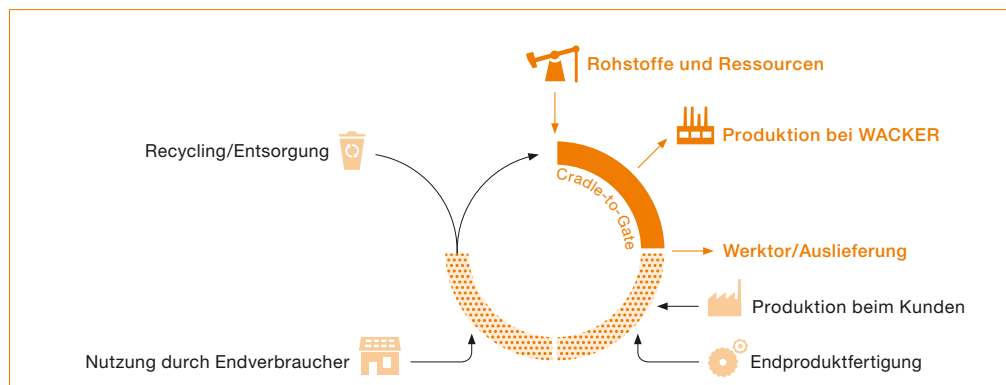 Rohstoffe und Ressourcen
Produktion bei WACKER
Recycling/Entsorgung
Cradle-to-Gate
Werktor/Auslieferung
Produktion beim Kunden
Nutzung durch Endverbraucher
Endproduktfertigung